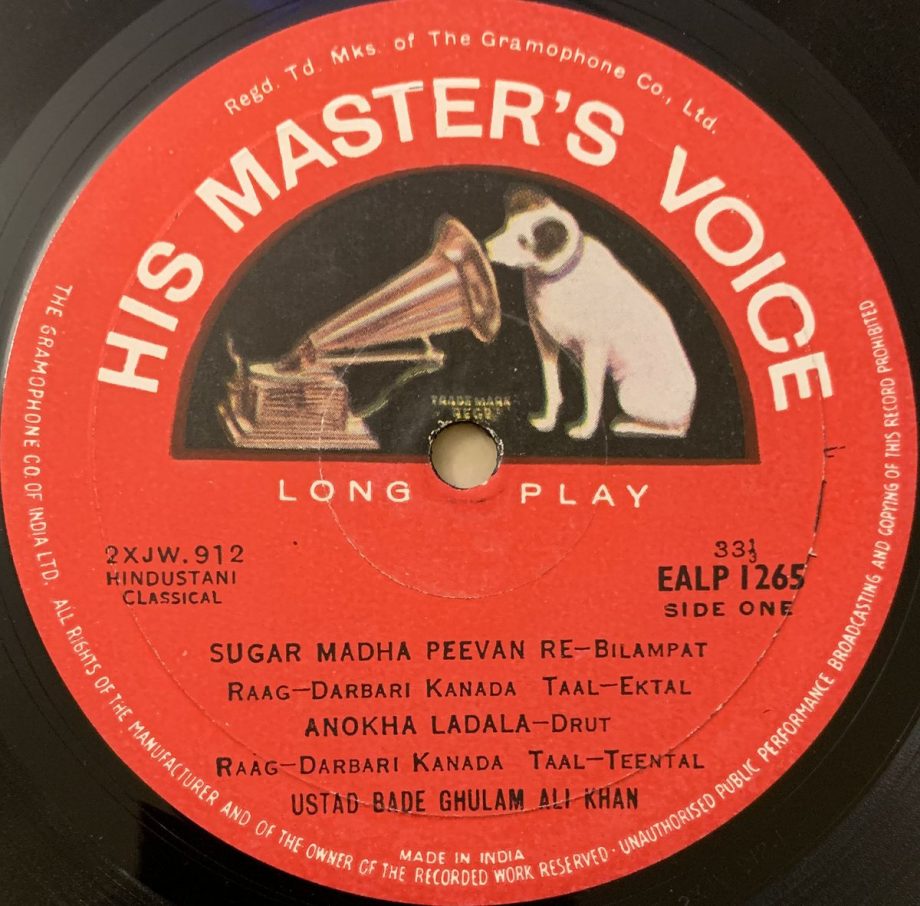 Regd. Td. Mks. of The Gramophone Co., Ltd.
HIS MASTER'S VOICE
TRADE MARK
REGD
LONG PLAY
2XJW.912
HINDUSTANI
CLASSICAL
33⅓
EALP 1265
SIDE ONE
SUGAR MADHA PEEVAN RE—BILAMPAT
RAAG—DARBARI KANADA TAAL—EKTAL
ANOKHA LADALA—DRUT
RAAG—DARBARI KANADA TAAL—TEENTAL
USTAD BADE GHULAM ALI KHAN
MADE IN INDIA
THE GRAMOPHONE CO. OF INDIA LTD. ALL RIGHTS OF THE MANUFACTURER AND OF THE OWNER OF THE RECORDED WORK RESERVED · UNAUTHORISED PUBLIC PERFORMANCE BROADCASTING AND COPYING OF THIS RECORD PROHIBITED